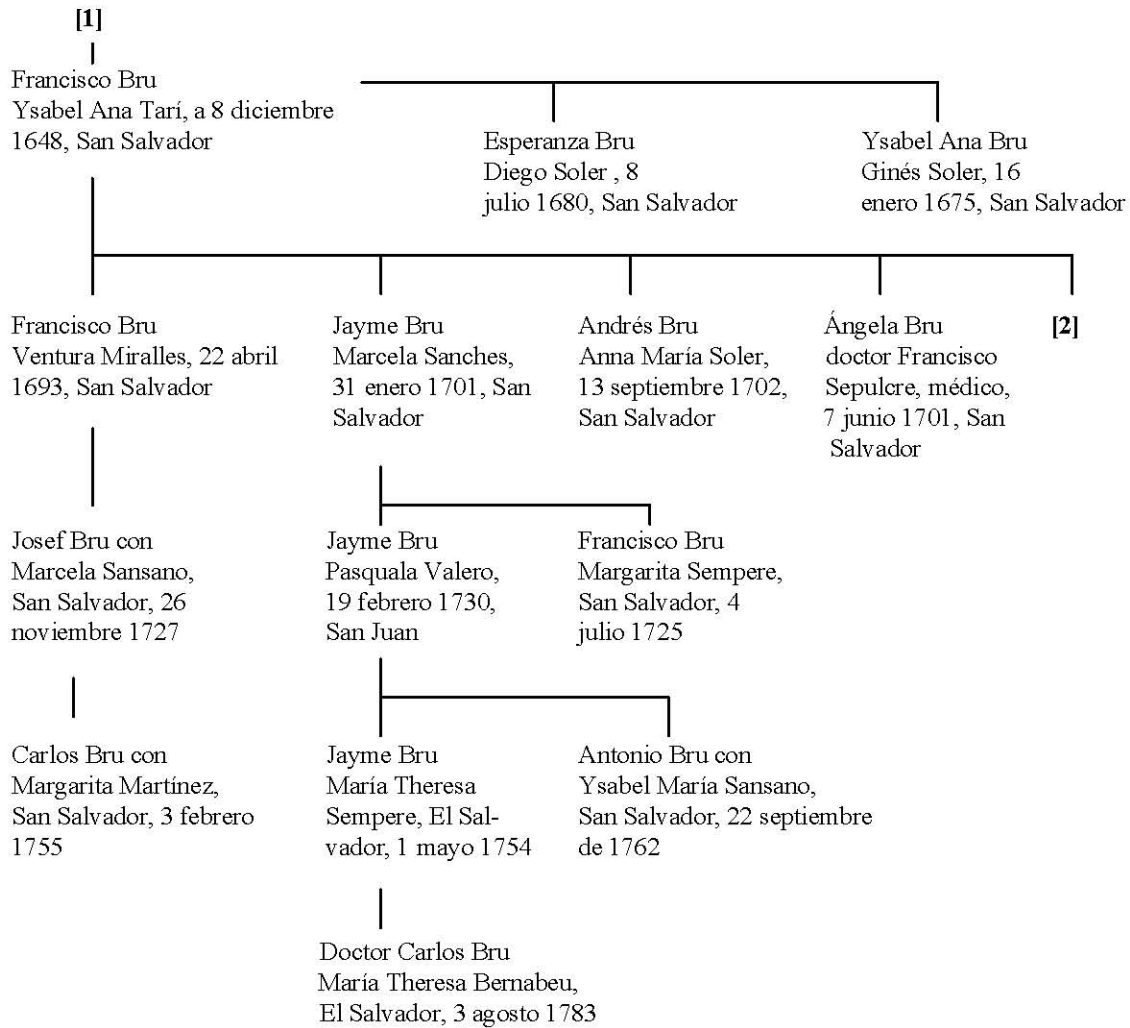 [1]
Francisco Bru
Ysabel Ana Tarí, a 8 diciembre
1648, San Salvador
Esperanza Bru
Diego Soler , 8
julio 1680, San Salvador
Ysabel Ana Bru
Ginés Soler, 16
enero 1675, San Salvador
Francisco Bru
Ventura Miralles, 22 abril
1693, San Salvador
Jayme Bru
Marcela Sanches,
31 enero 1701, San
Salvador
Andrés Bru
Anna María Soler,
13 septiembre 1702,
San Salvador
Ángela Bru
doctor Francisco
Sepulcre, médico,
7 junio 1701, San
Salvador
[2]
Josef Bru con
Marcela Sansano,
San Salvador, 26
noviembre 1727
Jayme Bru
Pasquala Valero,
19 febrero 1730,
San Juan
Francisco Bru
Margarita Sempere,
San Salvador, 4
julio 1725
Carlos Bru con
Margarita Martínez,
San Salvador, 3 febrero
1755
Jayme Bru
María Theresa
Sempere, El Sal-
vador, 1 mayo 1754
Antonio Bru con
Ysabel María Sansano,
San Salvador, 22 septiembre
de 1762
Doctor Carlos Bru
María Theresa Bernabeu,
El Salvador, 3 agosto 1783